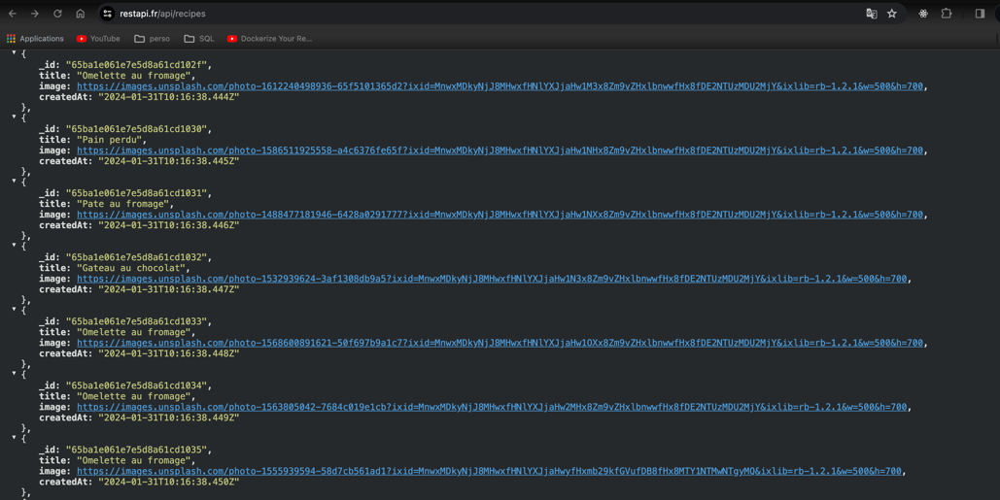 restapi.fr/api/recipes
Applications YouTube perso SQL Dockerize Your Re...
{
_id: "65ba1e061e7e5d8a61cd102f",
title: "Omelette au fromage",
image: https://images.unsplash.com/photo-1612240498936-65f5101365d2?ixid=MnwxMDkyNjJ8MHwxfHNlYXJjaHw1M3x8Zm9vZHxlbnwwfHx8fDE2NTUzMDU2MjY&ixlib=rb-1.2.1&w=500&h=700,
createdAt: "2024-01-31T10:16:38.444Z"
},
{
_id: "65ba1e061e7e5d8a61cd1030",
title: "Pain perdu",
image: https://images.unsplash.com/photo-1586511925558-a4c6376fe65f?ixid=MnwxMDkyNjJ8MHwxfHNlYXJjaHw1NHx8Zm9vZHxlbnwwfHx8fDE2NTUzMDU2MjY&ixlib=rb-1.2.1&w=500&h=700,
createdAt: "2024-01-31T10:16:38.445Z"
},
{
_id: "65ba1e061e7e5d8a61cd1031",
title: "Pate au fromage",
image: https://images.unsplash.com/photo-1488477181946-6428a0291777?ixid=MnwxMDkyNjJ8MHwxfHNlYXJjaHw1NXx8Zm9vZHxlbnwwfHx8fDE2NTUzMDU2MjY&ixlib=rb-1.2.1&w=500&h=700,
createdAt: "2024-01-31T10:16:38.446Z"
},
{
_id: "65ba1e061e7e5d8a61cd1032",
title: "Gateau au chocolat",
image: https://images.unsplash.com/photo-1532939624-3af1308db9a5?ixid=MnwxMDkyNjJ8MHwxfHNlYXJjaHw1N3x8Zm9vZHxlbnwwfHx8fDE2NTUzMDU2MjY&ixlib=rb-1.2.1&w=500&h=700,
createdAt: "2024-01-31T10:16:38.447Z"
},
{
_id: "65ba1e061e7e5d8a61cd1033",
title: "Omelette au fromage",
image: https://images.unsplash.com/photo-1568600891621-50f697b9a1c7?ixid=MnwxMDkyNjJ8MHwxfHNlYXJjaHw1OXx8Zm9vZHxlbnwwfHx8fDE2NTUzMDU2MjY&ixlib=rb-1.2.1&w=500&h=700,
createdAt: "2024-01-31T10:16:38.448Z"
},
{
_id: "65ba1e061e7e5d8a61cd1034",
title: "Omelette au fromage",
image: https://images.unsplash.com/photo-1563805042-7684c019e1cb?ixid=MnwxMDkyNjJ8MHwxfHNlYXJjaHw2MHx8Zm9vZHxlbnwwfHx8fDE2NTUzMDU2MjY&ixlib=rb-1.2.1&w=500&h=700,
createdAt: "2024-01-31T10:16:38.449Z"
},
{
_id: "65ba1e061e7e5d8a61cd1035",
title: "Omelette au fromage",
image: https://images.unsplash.com/photo-1555939594-58d7cb561ad1?ixid=MnwxMDkyNjJ8MHwxfHNlYXJjaHwyfHxmb29kfGVufDB8fHx8MTY1NTMwNTgyMQ&ixlib=rb-1.2.1&w=500&h=700,
createdAt: "2024-01-31T10:16:38.450Z"
},